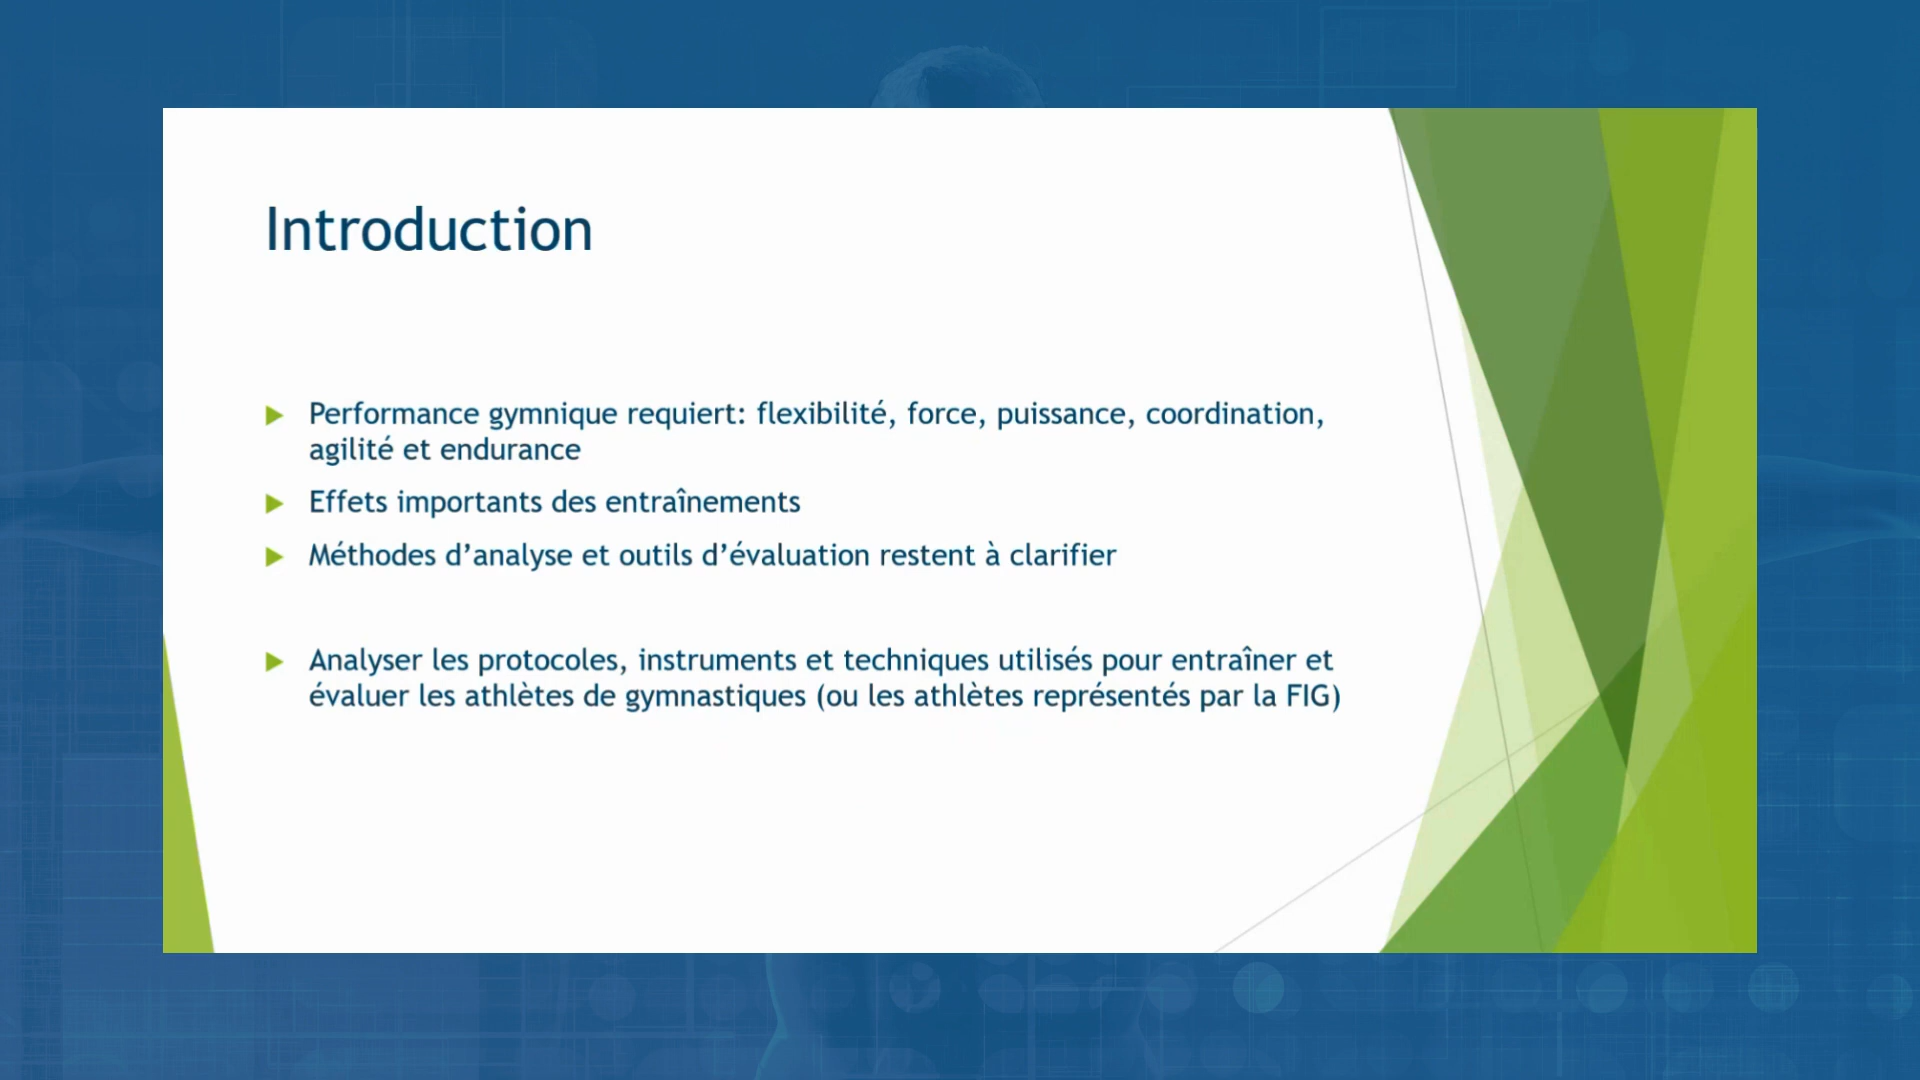 Introduction
Performance gymnique requiert: flexibilité, force, puissance, coordination,
agilité et endurance
Effets importants des entraînements
Méthodes d’analyse et outils d’évaluation restent à clarifier
Analyser les protocoles, instruments et techniques utilisés pour entraîner et
évaluer les athlètes de gymnastiques (ou les athlètes représentés par la FIG)